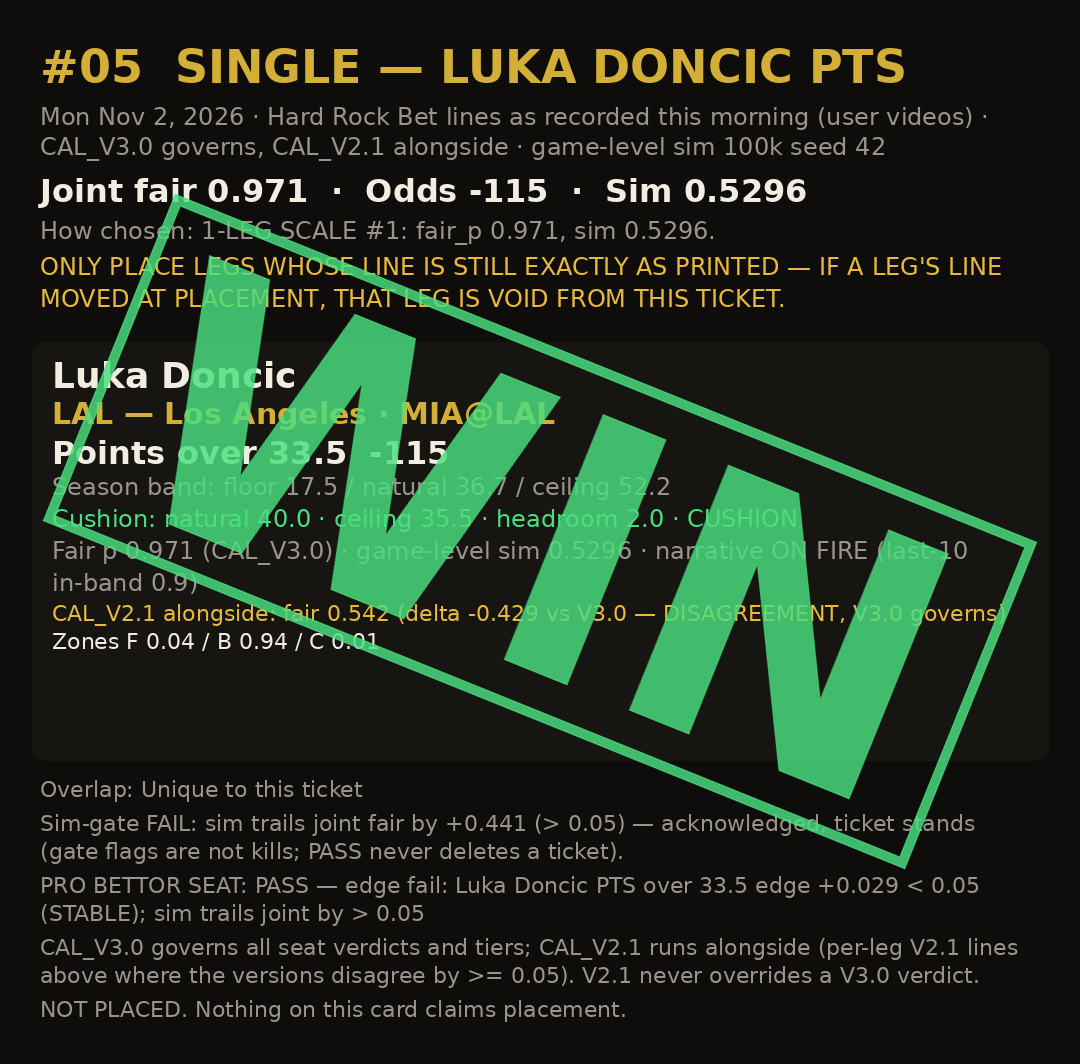 #05  SINGLE — LUKA DONCIC PTS
Mon Nov 2, 2026 · Hard Rock Bet lines as recorded this morning (user videos) ·
CAL_V3.0 governs, CAL_V2.1 alongside · game-level sim 100k seed 42
Joint fair 0.971  ·  Odds -115  ·  Sim 0.5296
How chosen: 1-LEG SCALE #1: fair_p 0.971, sim 0.5296.
ONLY PLACE LEGS WHOSE LINE IS STILL EXACTLY AS PRINTED — IF A LEG'S LINE
MOVED AT PLACEMENT, THAT LEG IS VOID FROM THIS TICKET.
Luka Doncic
LAL — Los Angeles · MIA@LAL
Points over 33.5  -115
Season band: floor 17.5 / natural 36.7 / ceiling 52.2
Cushion: natural 40.0 · ceiling 35.5 · headroom 2.0 · CUSHION
Fair p 0.971 (CAL_V3.0) · game-level sim 0.5296 · narrative ON FIRE (last-10
in-band 0.9)
CAL_V2.1 alongside: fair 0.542 (delta -0.429 vs V3.0 — DISAGREEMENT, V3.0 governs)
Zones F 0.04 / B 0.94 / C 0.01
WIN
Overlap: Unique to this ticket
Sim-gate FAIL: sim trails joint fair by +0.441 (> 0.05) — acknowledged, ticket stands
(gate flags are not kills; PASS never deletes a ticket).
PRO BETTOR SEAT: PASS — edge fail: Luka Doncic PTS over 33.5 edge +0.029 < 0.05
(STABLE); sim trails joint by > 0.05
CAL_V3.0 governs all seat verdicts and tiers; CAL_V2.1 runs alongside (per-leg V2.1 lines
above where the versions disagree by >= 0.05). V2.1 never overrides a V3.0 verdict.
NOT PLACED. Nothing on this card claims placement.